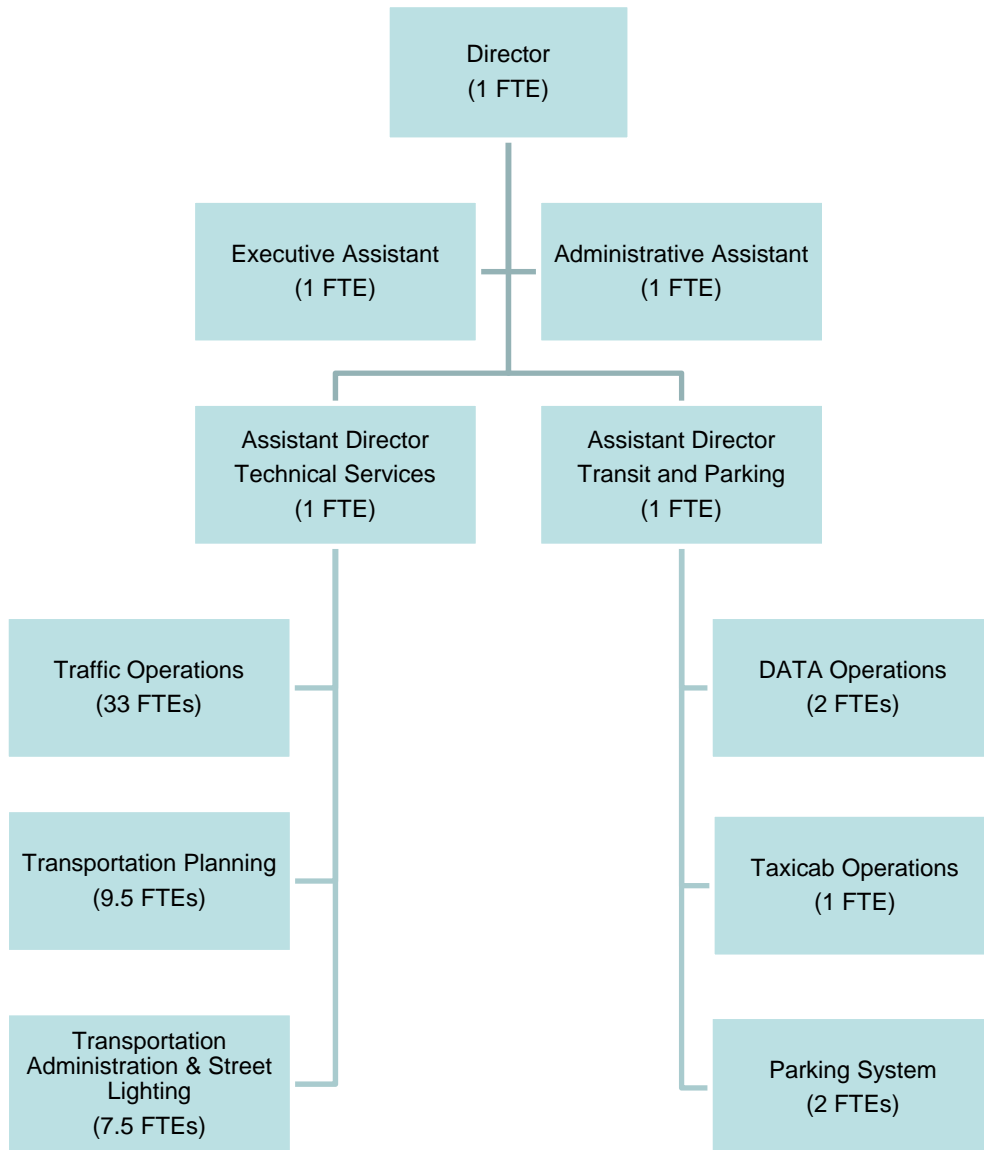 Director
(1 FTE)
Executive Assistant
(1 FTE)
Administrative Assistant
(1 FTE)
Assistant Director
Technical Services
(1 FTE)
Assistant Director
Transit and Parking
(1 FTE)
Traffic Operations
(33 FTEs)
DATA Operations
(2 FTEs)
Transportation Planning
(9.5 FTEs)
Taxicab Operations
(1 FTE)
Transportation
Administration & Street
Lighting
(7.5 FTEs)
Parking System
(2 FTEs)